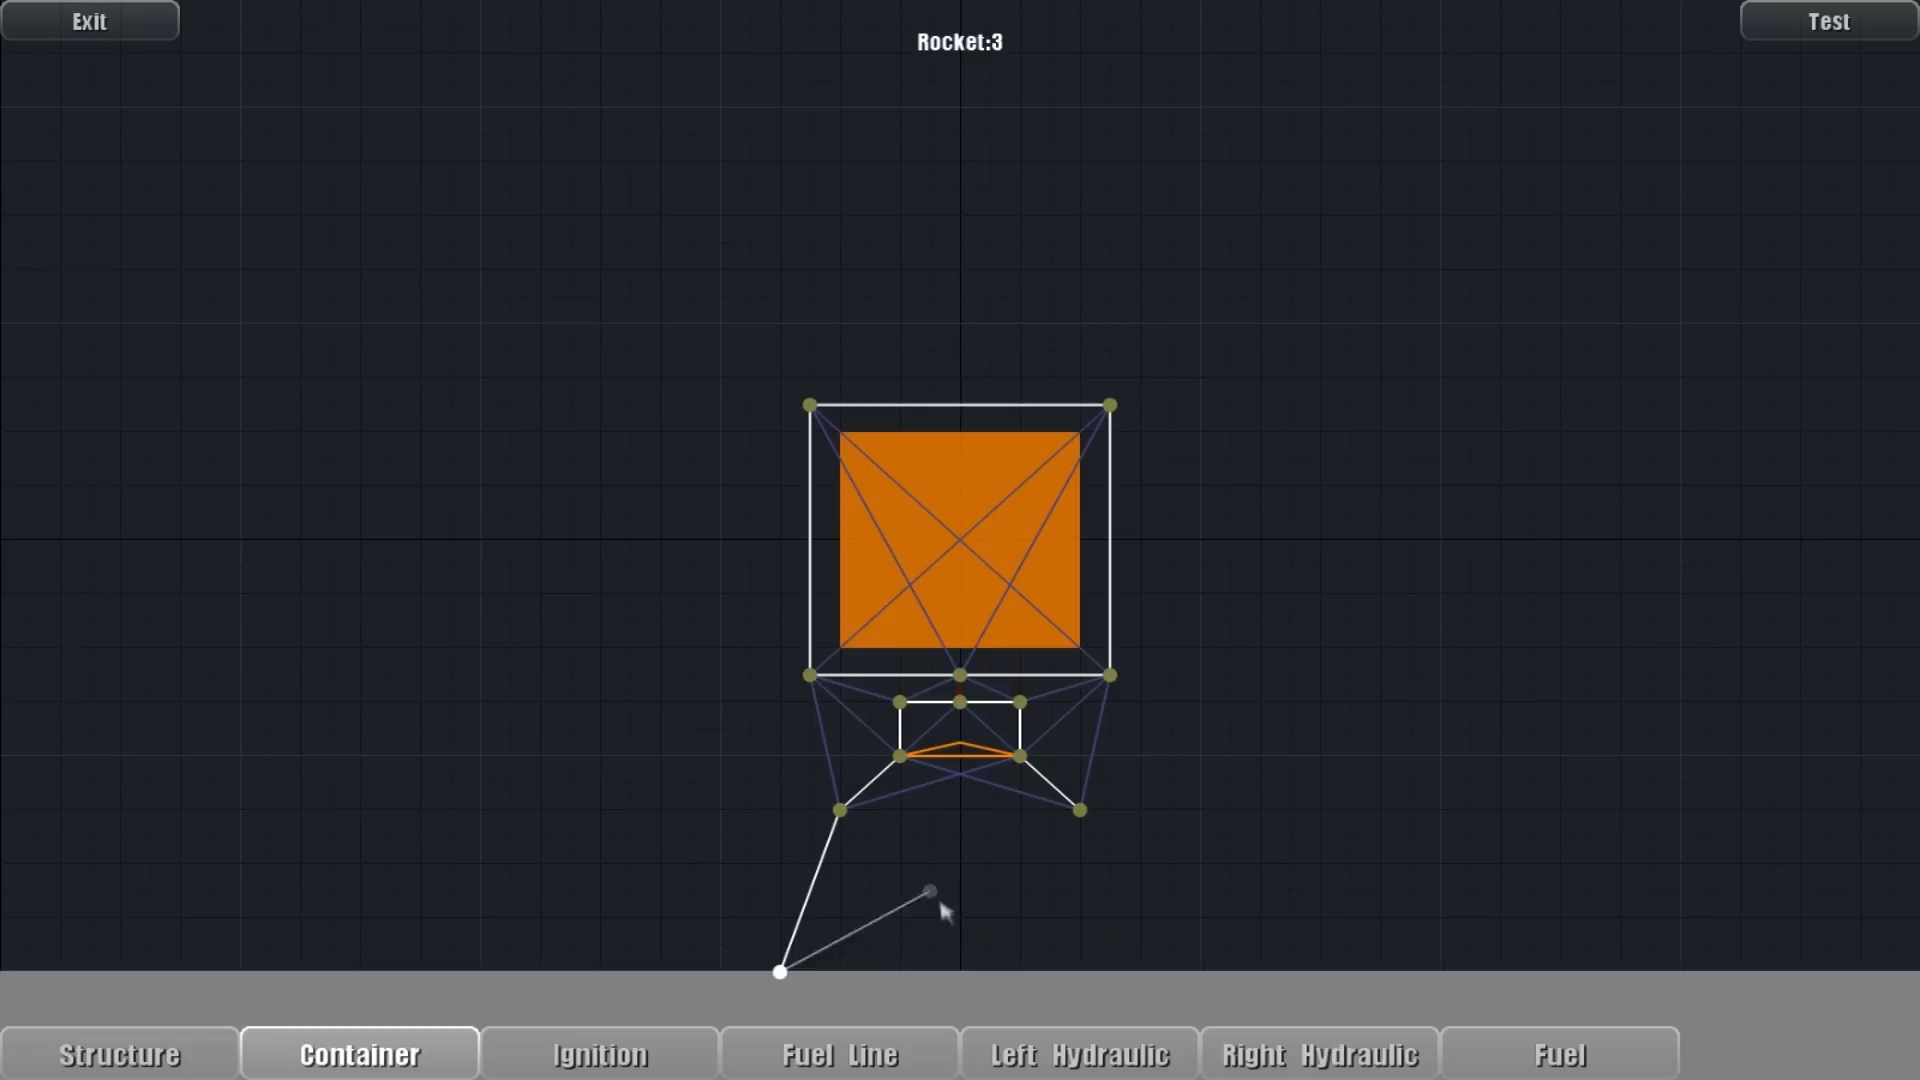 Exit
Rocket:3
Test
Structure
Container
Ignition
Fuel Line
Left Hydraulic
Right Hydraulic
Fuel